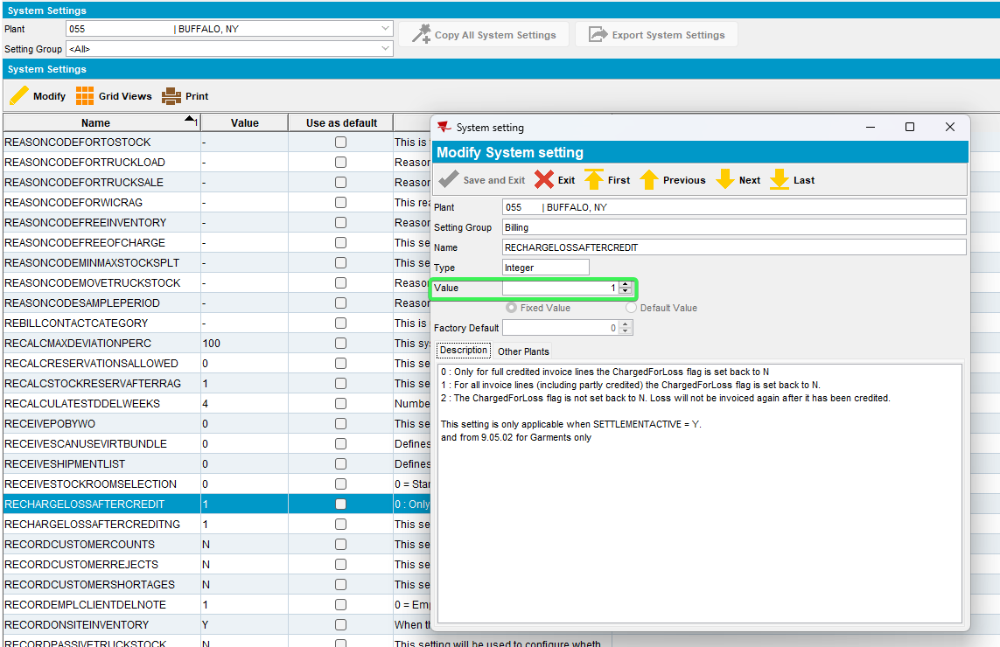 System Settings
Plant 055 | BUFFALO, NY Copy All System Settings Export System Settings
Setting Group <All>
System Settings
Modify Grid Views Print
Name 1 Value Use as default
REASONCODEFORTOSTOCK - This is
REASONCODEFORTRUCKLOAD - Reason
REASONCODEFORTRUCKSALE - Reason
REASONCODEFORWICRAG - This rea
REASONCODEFREEINVENTORY - Reason
REASONCODEFREEOFCHARGE - This se
REASONCODEMINMAXSTOCKSPLT - This se
REASONCODEMOVETRUCKSTOCK - Reason
REASONCODESAMPLEPERIOD - Reason
REBILLCONTACTCATEGORY - This is
RECALCMAXDEVIATIONPERC 100 This sys
RECALCRESERVATIONSALLOWED 0 This se
RECALCSTOCKRESERVAFTERRAG 1 This se
RECALCULATESTDDELWEEKS 4 Numbe
RECEIVEPOBYWO 0 This se
RECEIVESCANUSEVIRTBUNDLE 0 Defines
RECEIVESHIPMENTLIST 0 Defines
RECEIVESTOCKROOMSELECTION 0 0 = Star
RECHARGELOSSAFTERCREDIT 1 0 : Only
RECHARGELOSSAFTERCREDITNG 1 This se
RECORDCUSTOMERCOUNTS N This se
RECORDCUSTOMERREJECTS N This se
RECORDCUSTOMERSHORTAGES N This se
RECORDEMPLCLIENTDELNOTE 1 0 = Emp
RECORDONSITEINVENTORY Y When th
RECORDPASSIVETRUCKSTOCK N This setting will be used to configure wheth
System setting
Modify System setting
Save and Exit Exit First Previous Next Last
Plant 055 | BUFFALO, NY
Setting Group Billing
Name RECHARGELOSSAFTERCREDIT
Type Integer
Value 1
Fixed Value Default Value
Factory Default 0
Description Other Plants
0 : Only for full credited invoice lines the ChargedForLoss flag is set back to N
1 : For all invoice lines (including partly credited) the ChargedForLoss flag is set back to N.
2 : The ChargedForLoss flag is not set back to N. Loss will not be invoiced again after it has been credited.
This setting is only applicable when SETTLEMENTACTIVE = Y.
and from 9.05.02 for Garments only